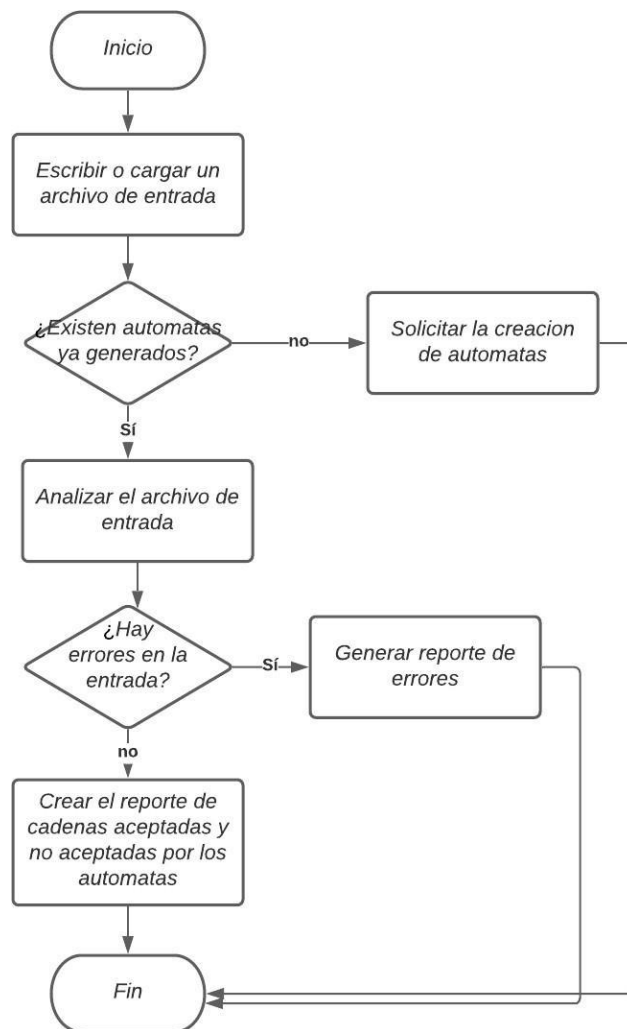 Inicio
Escribir o cargar un
archivo de entrada
¿Existen automatas
ya generados?
no
Solicitar la creacion
de automatas
Sí
Analizar el archivo de
entrada
¿Hay
errores en la
entrada?
Sí
Generar reporte de
errores
no
Crear el reporte de
cadenas aceptadas y
no aceptadas por los
automatas
Fin